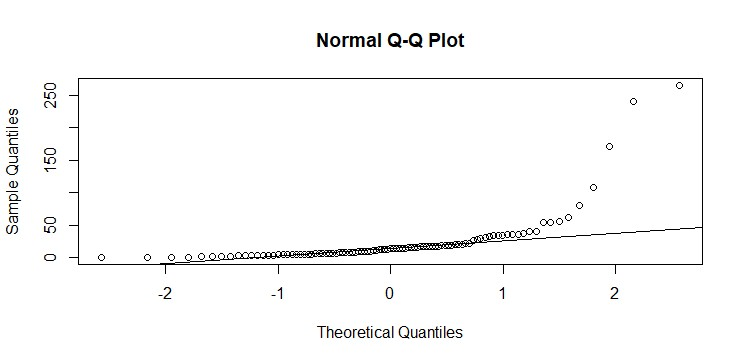 Normal Q-Q Plot
Sample Quantiles
250
150
50
0
-2 -1 0 1 2
Theoretical Quantiles